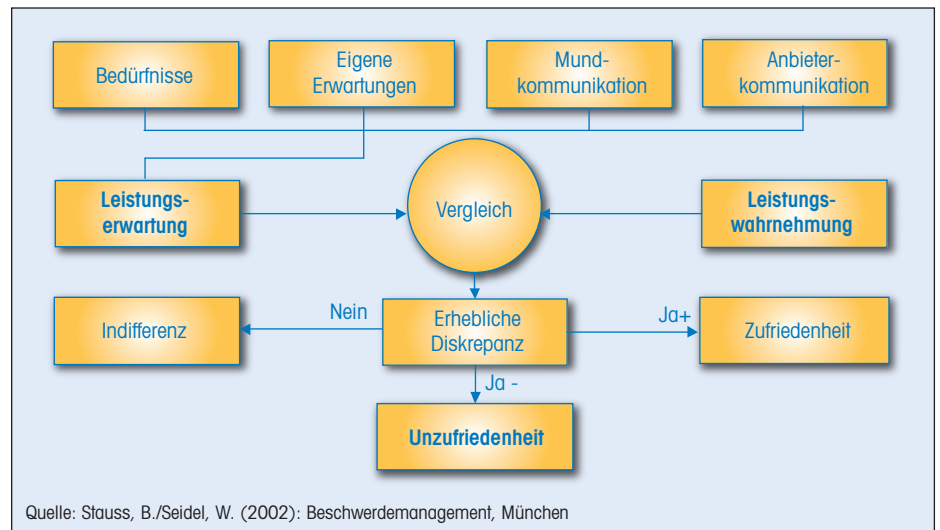 Bedürfnisse
Eigene
Erwartungen
Mund-
kommunikation
Anbieter-
kommunikation
Leistungs-
erwartung
Vergleich
Leistungs-
wahrnehmung
Indifferenz
Nein
Erhebliche
Diskrepanz
Ja+
Zufriedenheit
Ja -
Unzufriedenheit
Quelle: Stauss, B./Seidel, W. (2002): Beschwerdemanagement, München